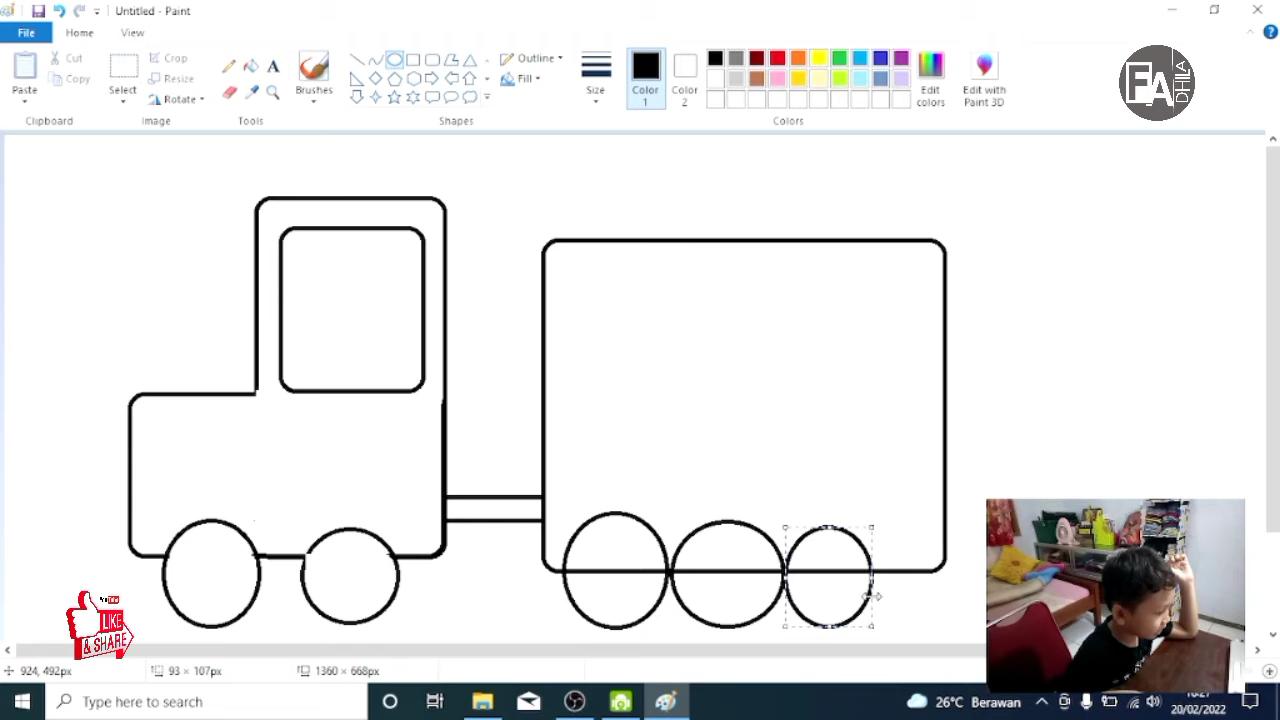 Untitled - Paint
File
Home
View
Paste
Cut
Copy
Clipboard
Select
Crop
Resize
Rotate
Image
Tools
Brushes
Shapes
Outline
Fill
Size
Color 1
Color 2
Colors
Edit colors
Edit with Paint 3D
FA
DHILA
LIKE
& SHARE
924, 492px
93 × 107px
1360 × 668px
Type here to search
26°C Berawan
20/02/2022